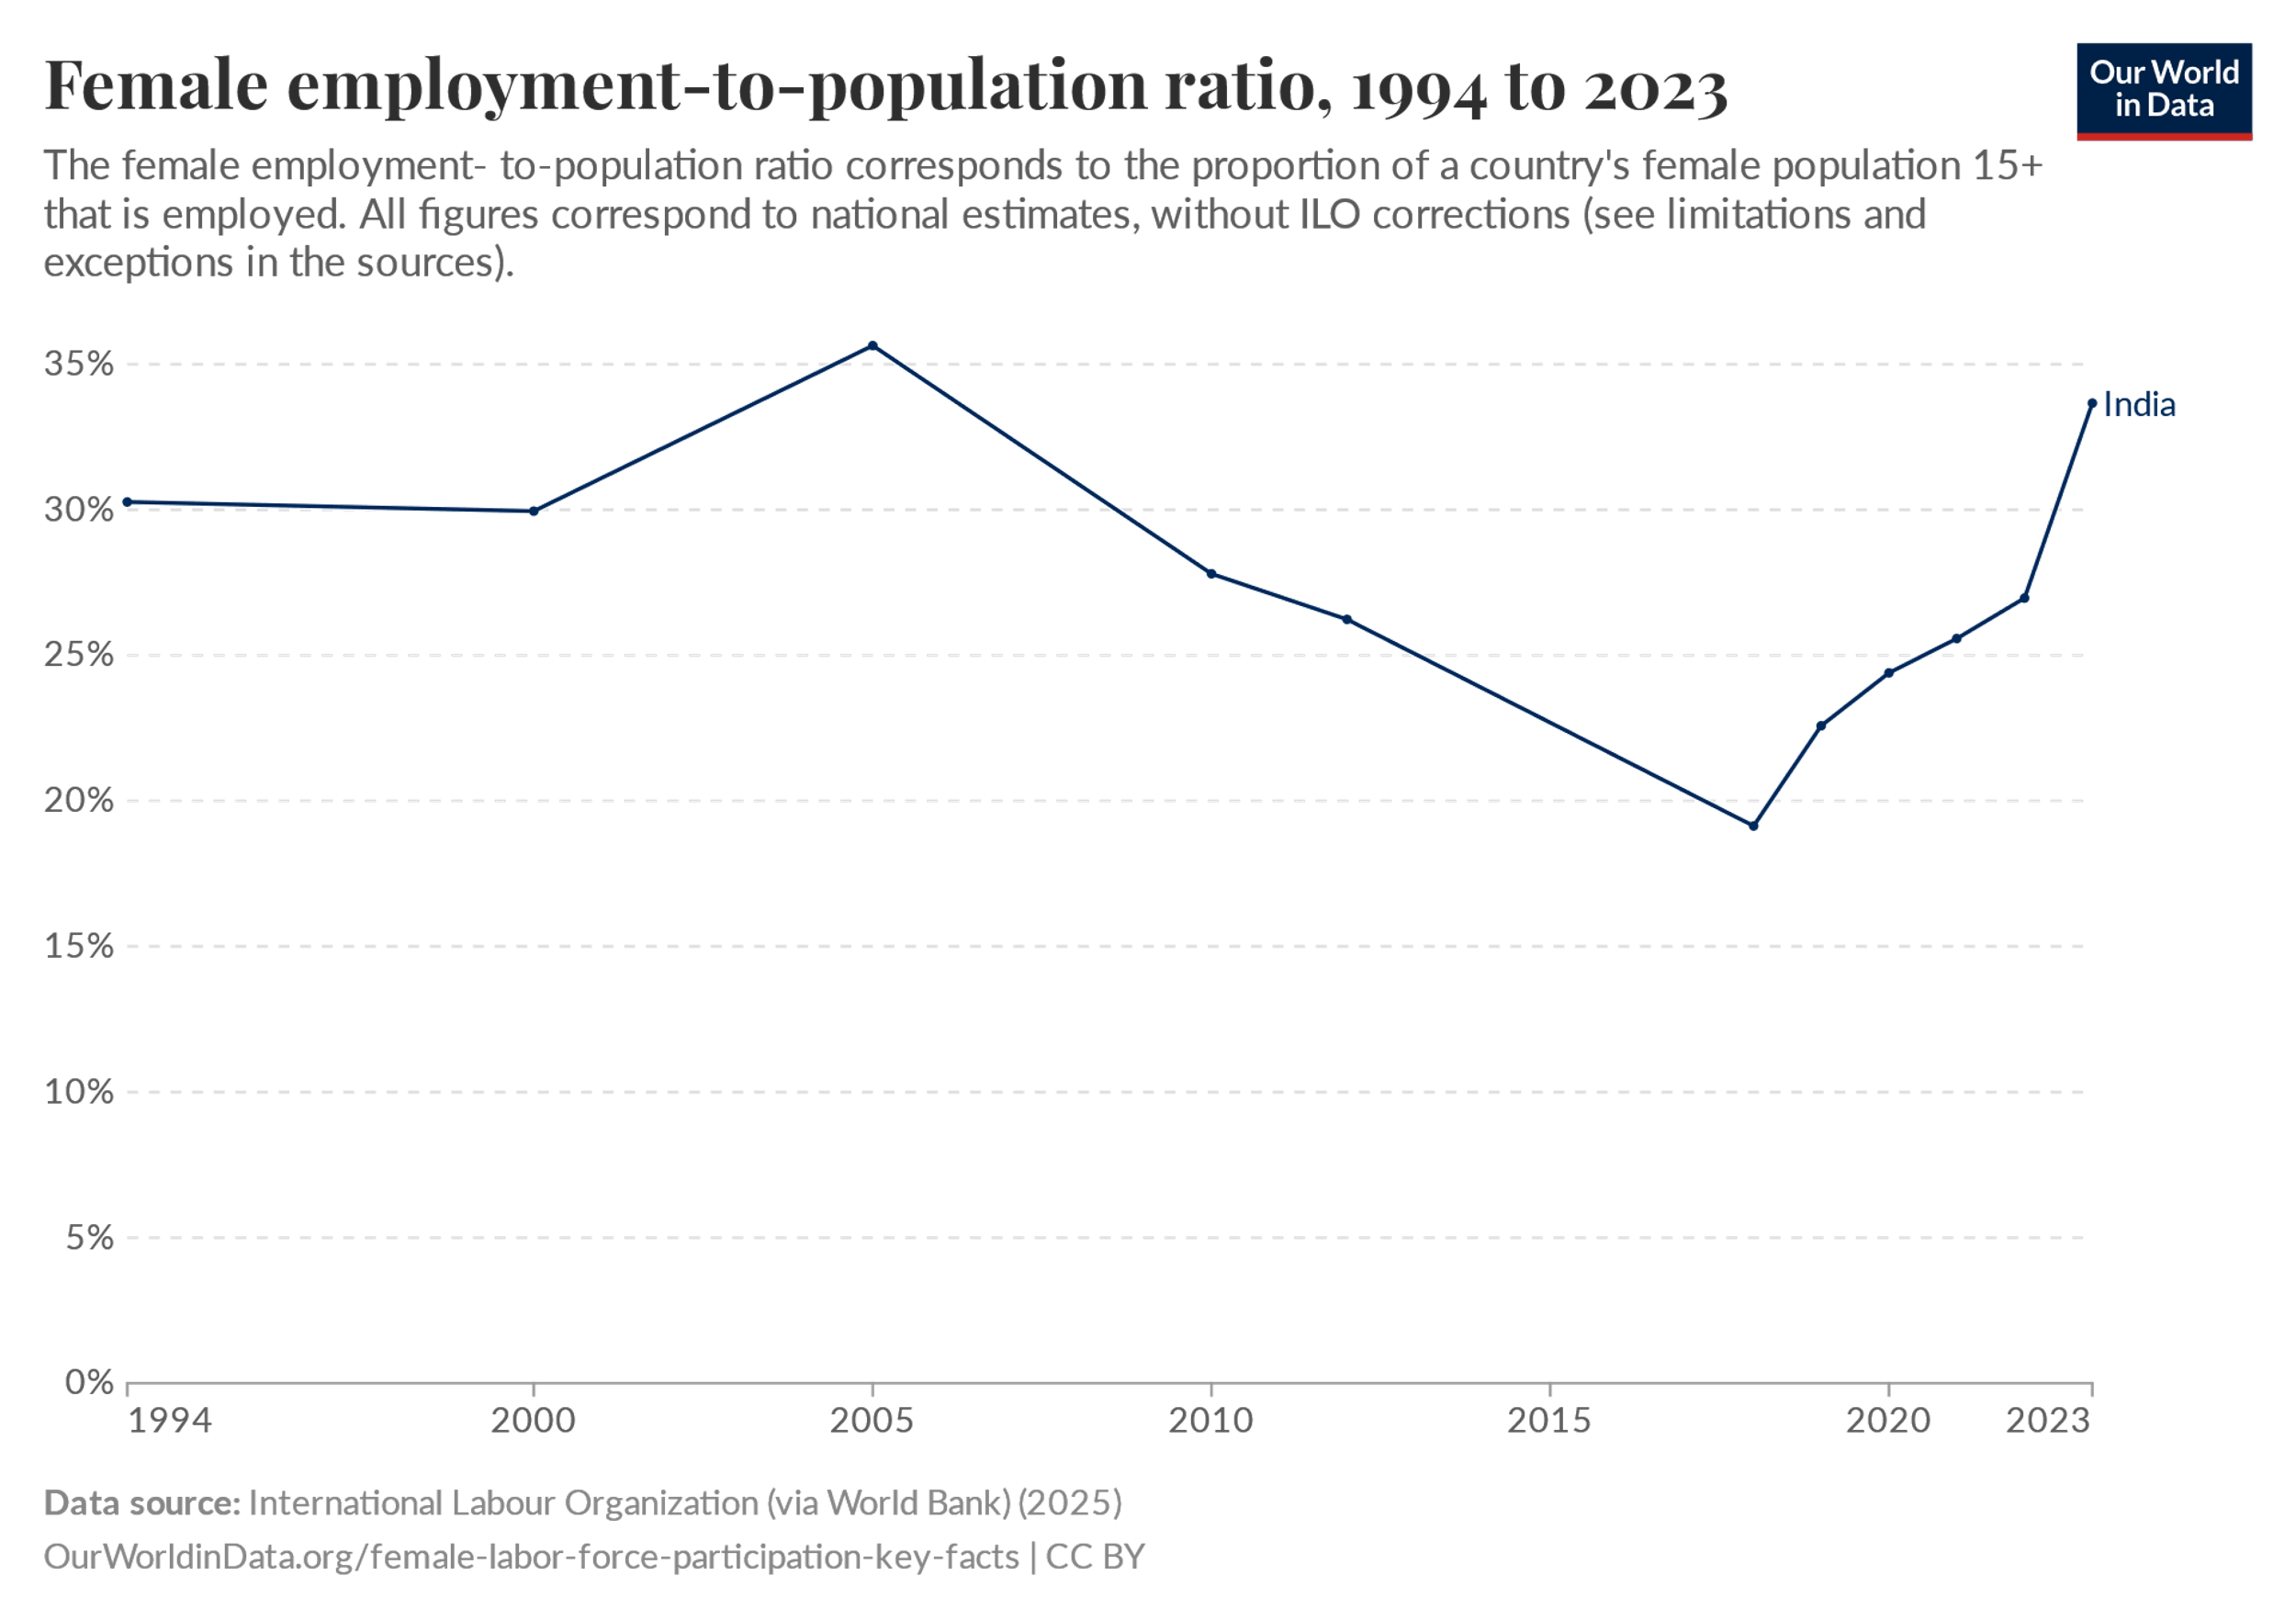 Female employment-to-population ratio, 1994 to 2023
Our World
in Data
The female employment- to-population ratio corresponds to the proportion of a country's female population 15+
that is employed. All figures correspond to national estimates, without ILO corrections (see limitations and
exceptions in the sources).
35%
India
30%
25%
20%
15%
10%
5%
0%
1994 2000 2005 2010 2015 2020 2023
Data source: International Labour Organization (via World Bank) (2025)
OurWorldinData.org/female-labor-force-participation-key-facts | CC BY